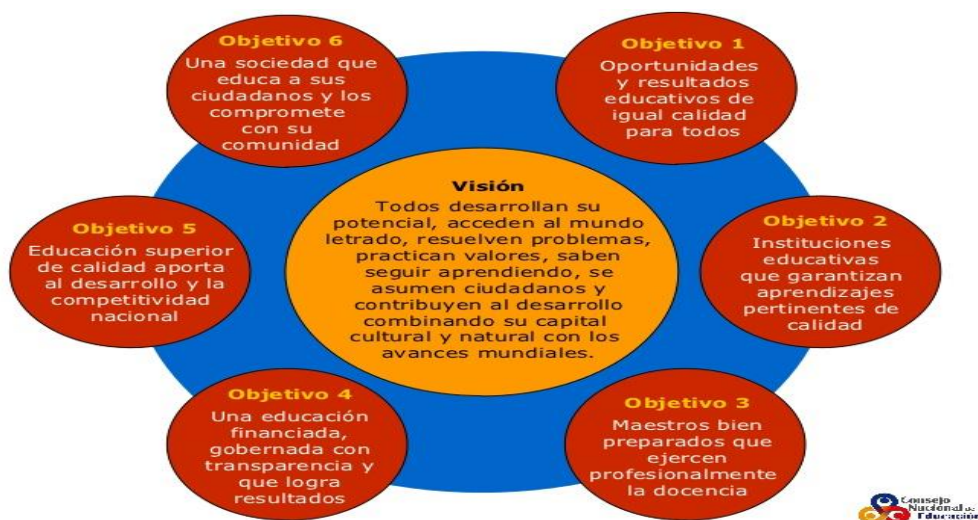 Objetivo 6
Una sociedad que
educa a sus
ciudadanos y los
compromete
con su
comunidad
Objetivo 1
Oportunidades
y resultados
educativos de
igual calidad
para todos
Visión
Todos desarrollan su
potencial, acceden al mundo
letrado, resuelven problemas,
practican valores, saben
seguir aprendiendo, se
asumen ciudadanos y
contribuyen al desarrollo
combinando su capital
cultural y natural con los
avances mundiales.
Objetivo 5
Educación superior
de calidad aporta
al desarrollo y la
competitividad
nacional
Objetivo 2
Instituciones
educativas
que garantizan
aprendizajes
pertinentes de
calidad
Objetivo 4
Una educación
financiada,
gobernada con
transparencia y
que logra
resultados
Objetivo 3
Maestros bien
preparados que
ejercen
profesionalmente
la docencia
Consejo
Nacional de
Educación